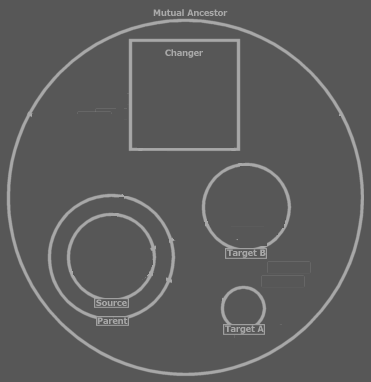 Mutual Ancestor
Changer
Target B
Source
Parent
Target A